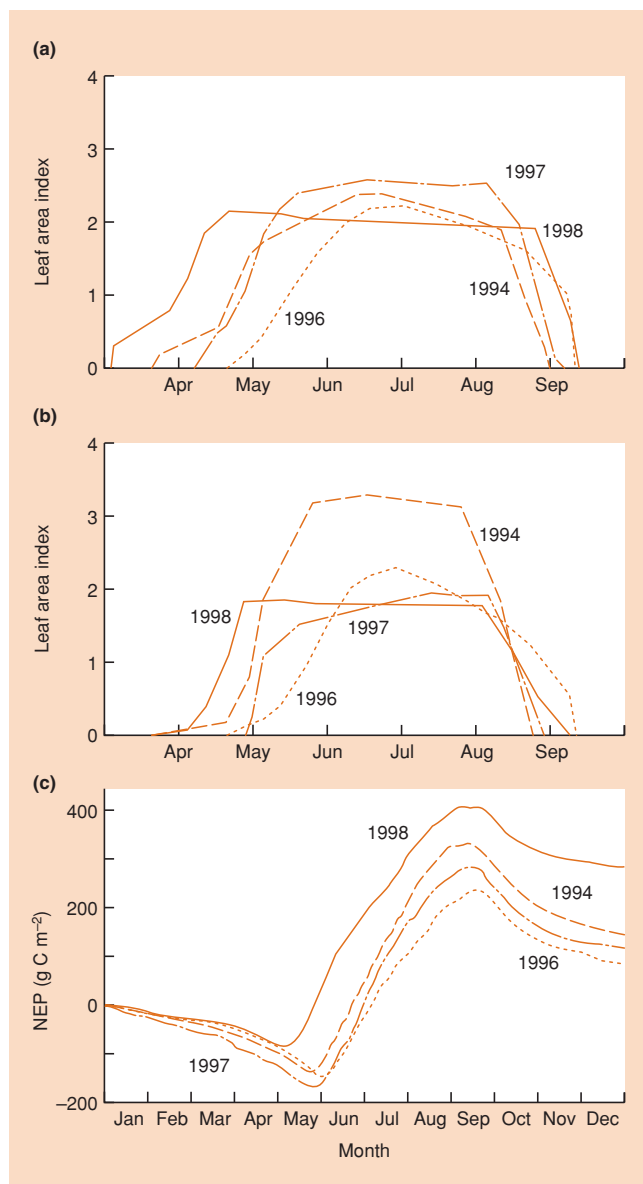 (a)
4
3
2
1
0
Leaf area index
1997
1998
1994
1996
Apr May Jun Jul Aug Sep
(b)
4
3
2
1
0
Leaf area index
1994
1998
1997
1996
Apr May Jun Jul Aug Sep
(c)
400
200
0
–200
NEP (g C m–2)
1998
1994
1996
1997
Jan Feb Mar Apr May Jun Jul Aug Sep Oct Nov Dec
Month